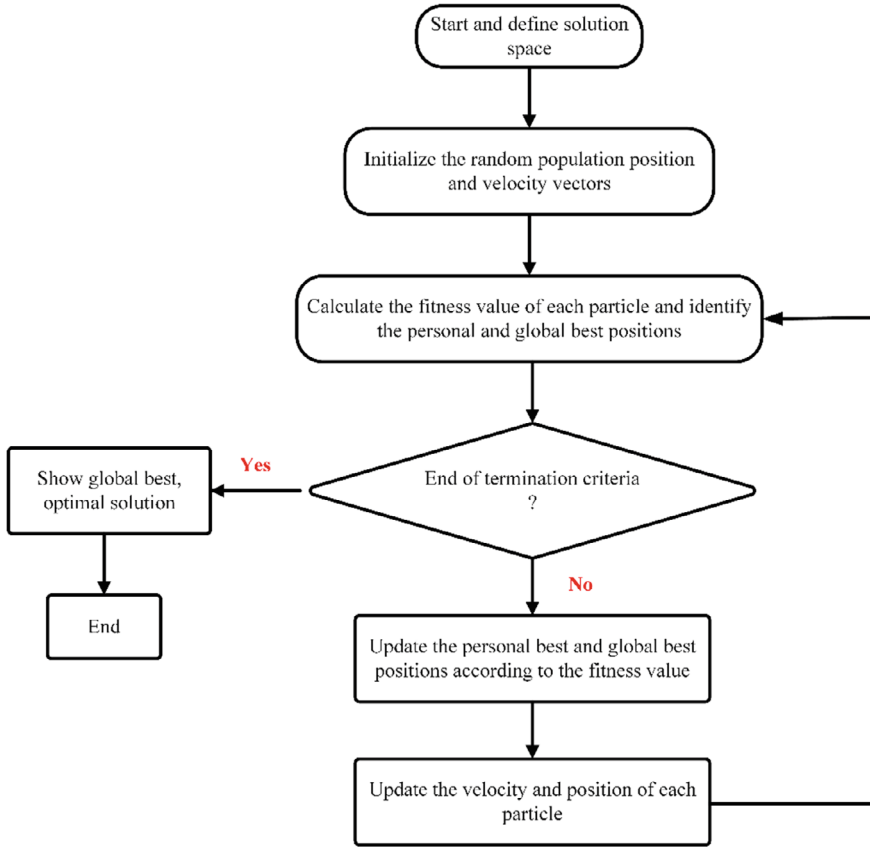 Start and define solution
space
Initialize the random population position
and velocity vectors
Calculate the fitness value of each particle and identify
the personal and global best positions
End of termination criteria
?
Yes
Show global best,
optimal solution
End
No
Update the personal best and global best
positions according to the fitness value
Update the velocity and position of each
particle